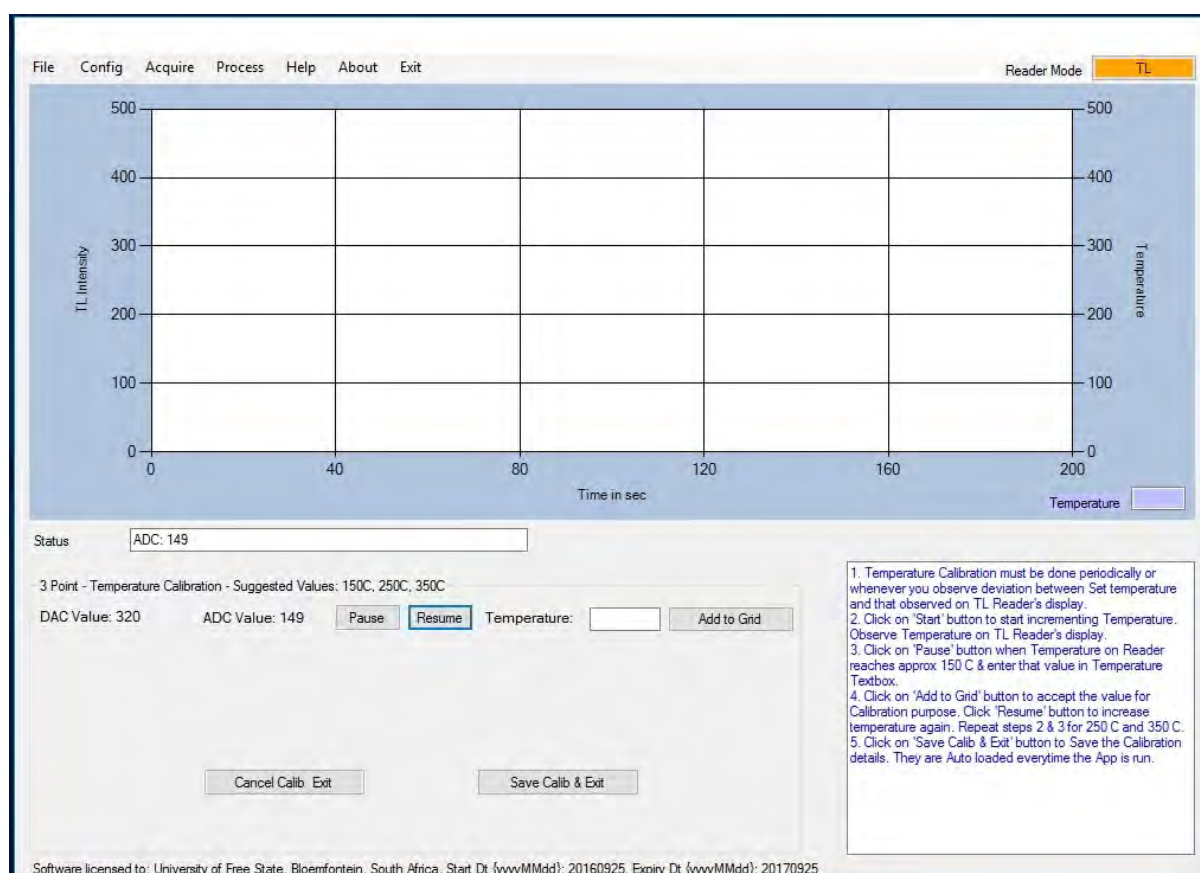 File Config Acquire Process Help About Exit
Reader Mode TL
500 500
400 400
300 300
TL Intensity
Temperature
200 200
100 100
0 0
0 40 80 120 160 200
Time in sec
Temperature
Status ADC: 149
3 Point - Temperature Calibration - Suggested Values: 150C, 250C, 350C
DAC Value: 320 ADC Value: 149 Pause Resume Temperature: Add to Grid
Cancel Calib Exit Save Calib & Exit
1. Temperature Calibration must be done periodically or
whenever you observe deviation between Set temperature
and that observed on TL Reader's display.
2. Click on 'Start' button to start incrementing Temperature.
Observe Temperature on TL Reader's display.
3. Click on 'Pause' button when Temperature on Reader
reaches approx 150 C & enter that value in Temperature
Textbox.
4. Click on 'Add to Grid' button to accept the value for
Calibration purpose. Click 'Resume' button to increase
temperature again. Repeat steps 2 & 3 for 250 C and 350 C.
5. Click on 'Save Calib & Exit' button to Save the Calibration
details. They are Auto loaded everytime the App is run.
Software licensed to: University of Free State, Bloemfontein, South Africa, Start Dt {yyyyMMdd}: 20160925, Expiry Dt {yyyyMMdd}: 20170925